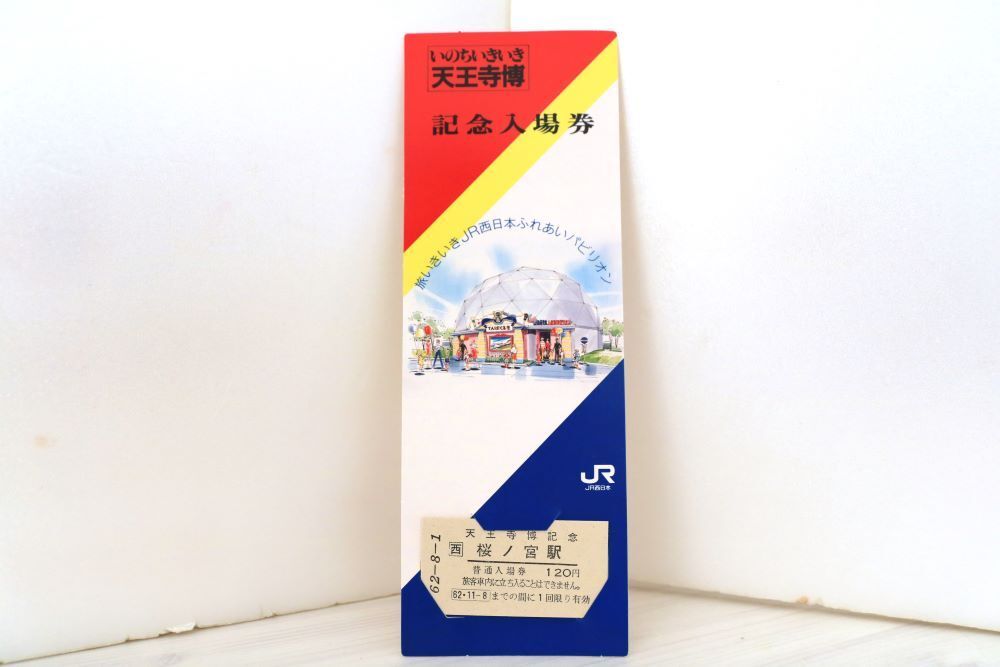 いのちいきいき
天王寺博
記念入場券
旅いきいきJR西日本ふれあいパビリオン
JR
JR西日本
天王寺博記念
西 桜ノ宮駅
普通入場券 120円
旅客車内に立ち入ることはできません。
62・11-8 までの間に1回限り有効
62-8-1